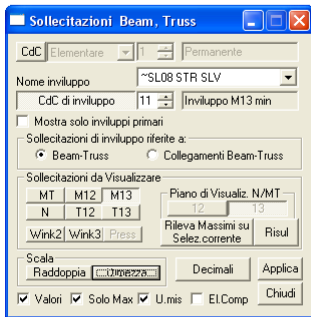 Sollecitazioni Beam, Truss
CdC Elementare 1 Permanente
Nome inviluppo ~SL08 STR SLV
CdC di inviluppo 11 Inviluppo M13 min
Mostra solo inviluppi primari
Sollecitazioni di inviluppo riferite a:
Beam-Truss Collegamenti Beam-Truss
Sollecitazioni da Visualizzare
MT M12 M13 Piano di Visualiz. N/MT
N T12 T13 12 13
Wink2 Wink3 Press Rileva Massimi su Selez.corrente Risul
Scala
Raddoppia Dimezza Decimali Applica
Valori Solo Max U.mis El.Comp Chiudi